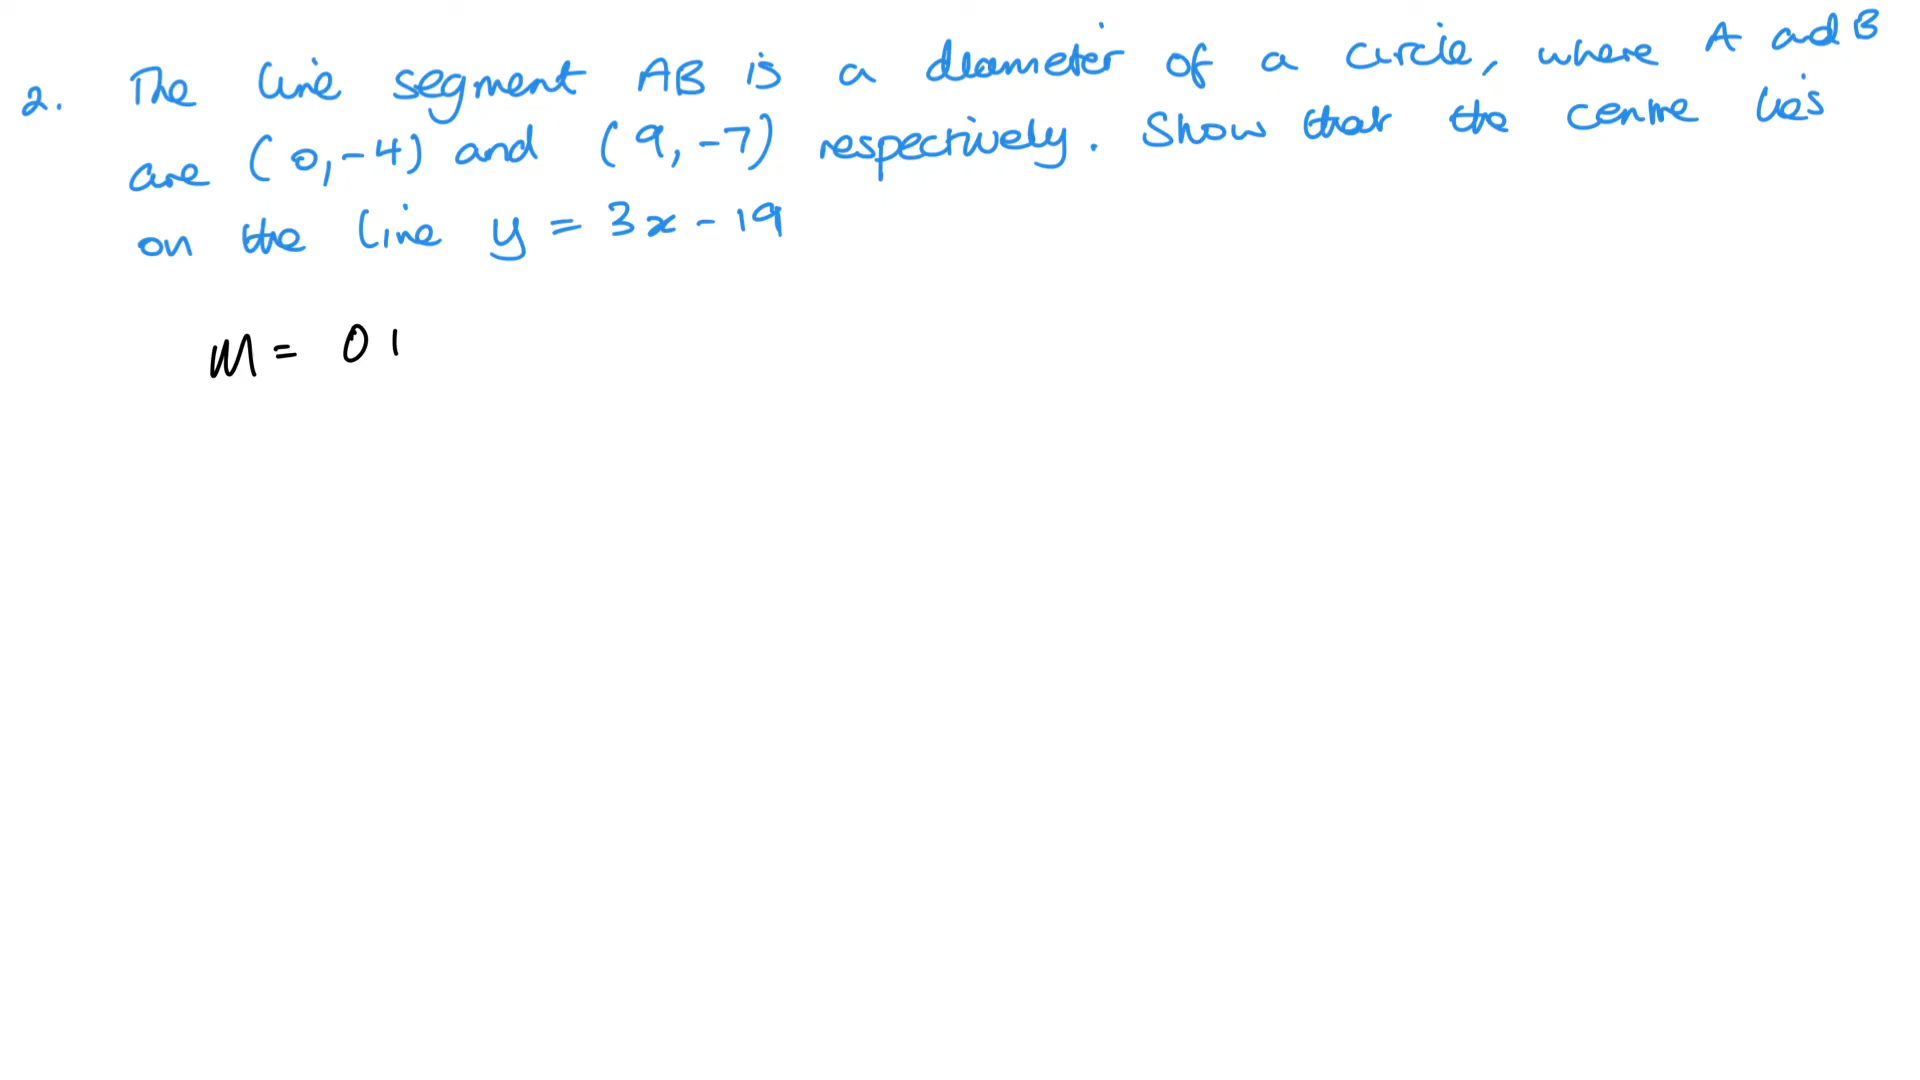 2. The line segment AB is a diameter of a circle, where A and B
are (0,-4) and (9,-7) respectively. Show that the centre lies
on the line y = 3x - 19
M = 0 1